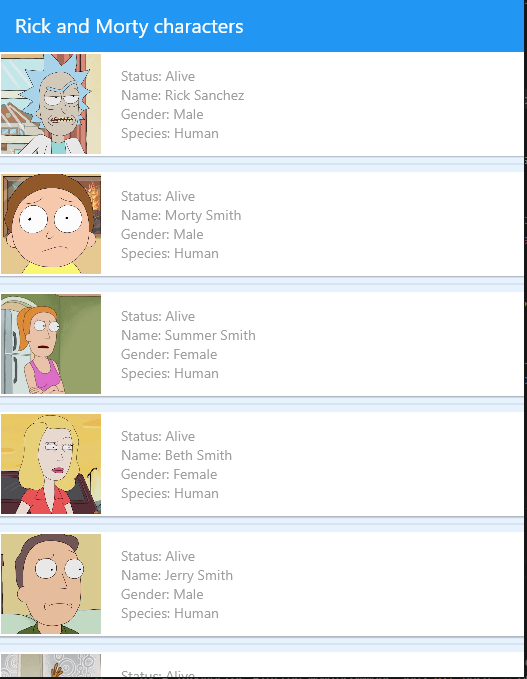 Rick and Morty characters
Status: Alive
Name: Rick Sanchez
Gender: Male
Species: Human
Status: Alive
Name: Morty Smith
Gender: Male
Species: Human
Status: Alive
Name: Summer Smith
Gender: Female
Species: Human
Status: Alive
Name: Beth Smith
Gender: Female
Species: Human
Status: Alive
Name: Jerry Smith
Gender: Male
Species: Human
Status: Alive